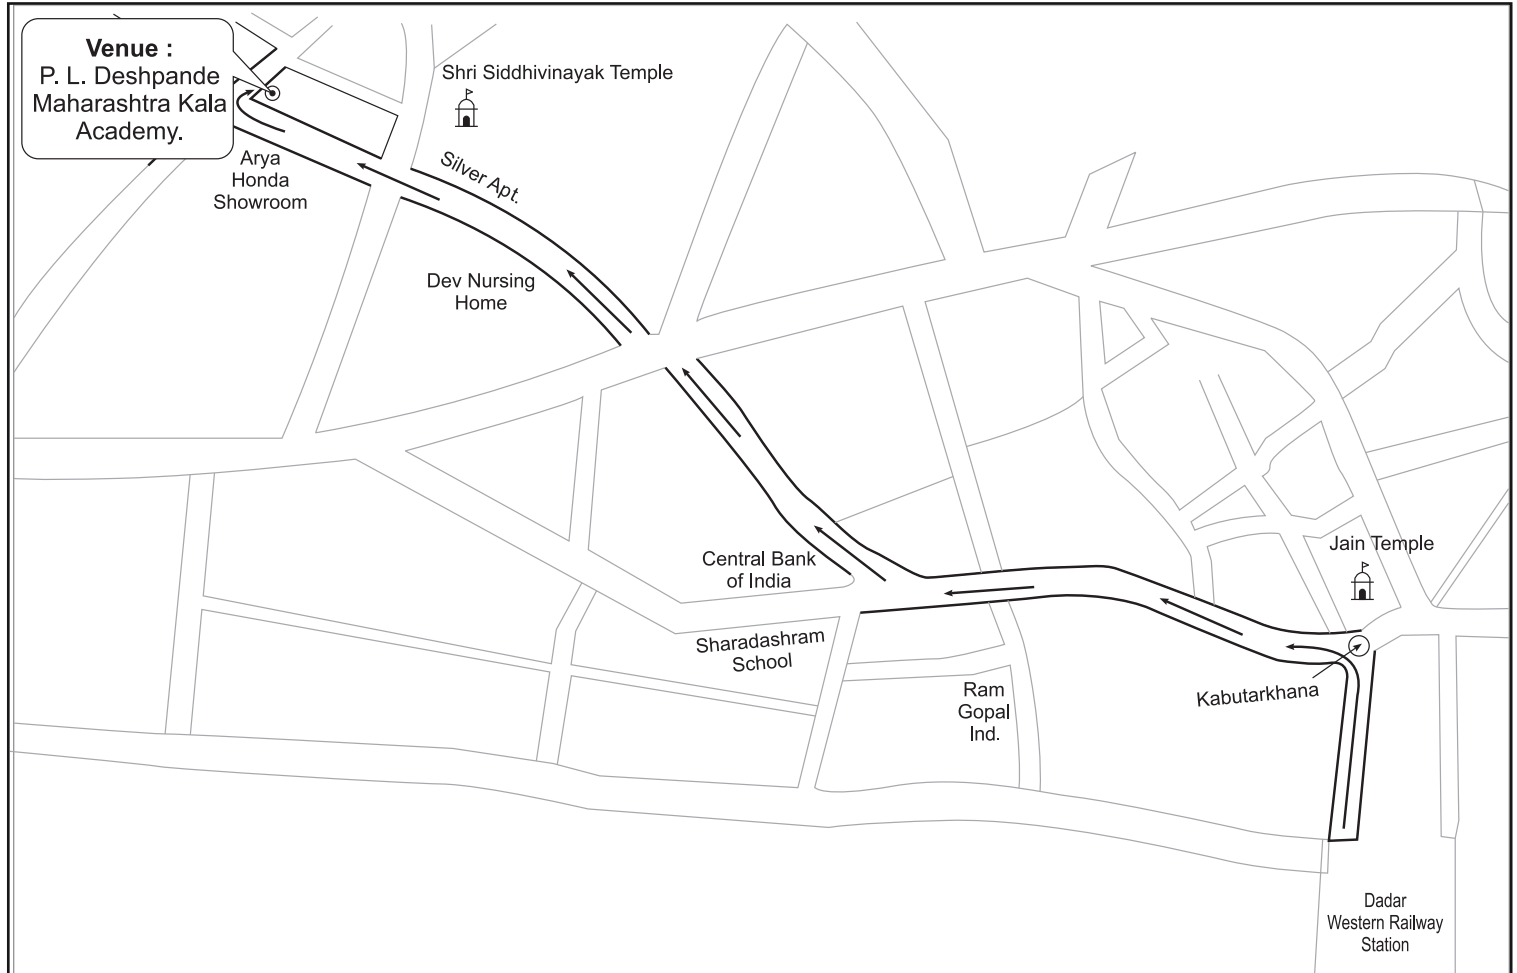 Venue :
P. L. Deshpande
Maharashtra Kala
Academy.
Shri Siddhivinayak Temple
Silver Apt.
Arya
Honda
Showroom
Dev Nursing
Home
Central Bank
of India
Jain Temple
Sharadashram
School
Ram
Gopal
Ind.
Kabutarkhana
Dadar
Western Railway
Station